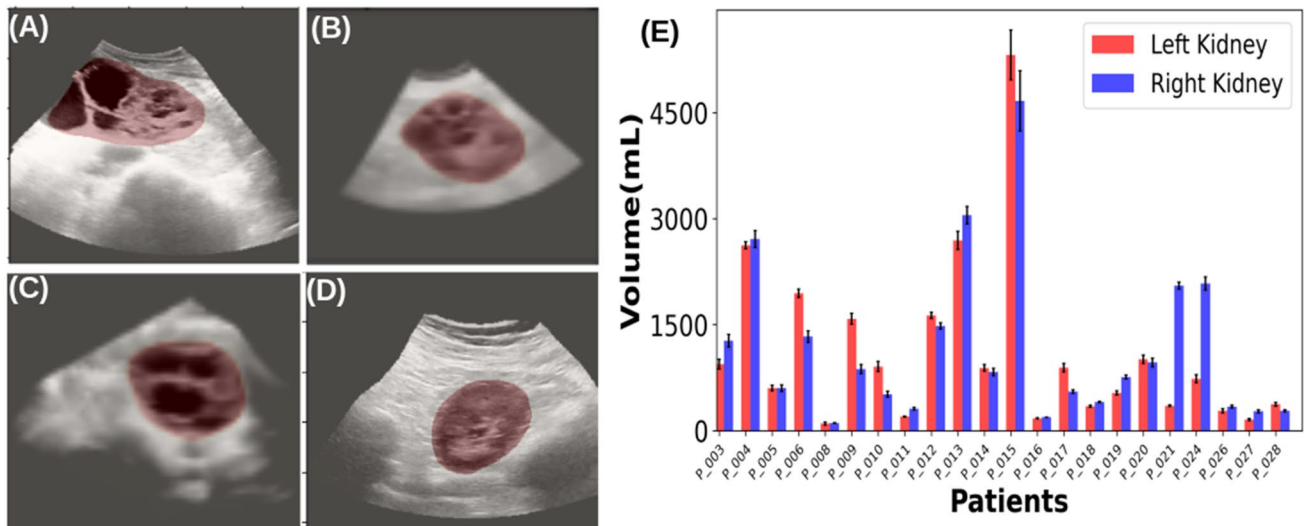 (A)
(B)
(C)
(D)
(E)
Left Kidney
Right Kidney
Volume(mL)
4500
3000
1500
0
P_003
P_004
P_005
P_006
P_008
P_009
P_010
P_011
P_012
P_013
P_014
P_015
P_016
P_017
P_018
P_019
P_020
P_021
P_024
P_026
P_027
P_028
Patients